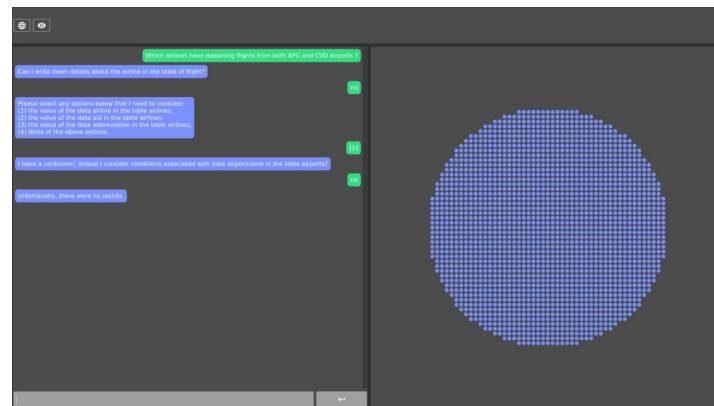 Which airlines have departing flights from both APG and CVO airports ?
Can I write down details about the airline in the table of flight?
no
Please select any options below that I need to consider:
(1) the value of the data airline in the table airlines;
(2) the value of the data uid in the table airlines;
(3) the value of the data abbreviation in the table airlines;
(4) None of the above options.
(1)
I have a confusion!, should I consider conditions associated with data airportname in the table airports?
no
Unfortanatly, there were no resluts.